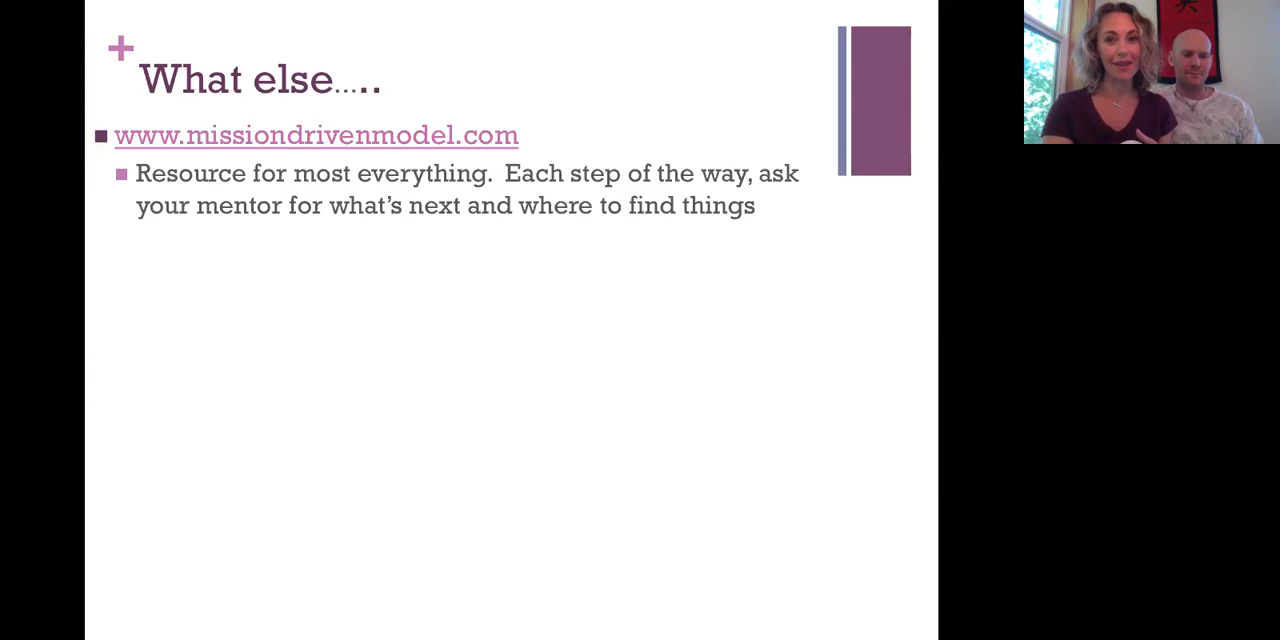 What else.....
www.missiondrivenmodel.com
Resource for most everything.  Each step of the way, ask
your mentor for what’s next and where to find things